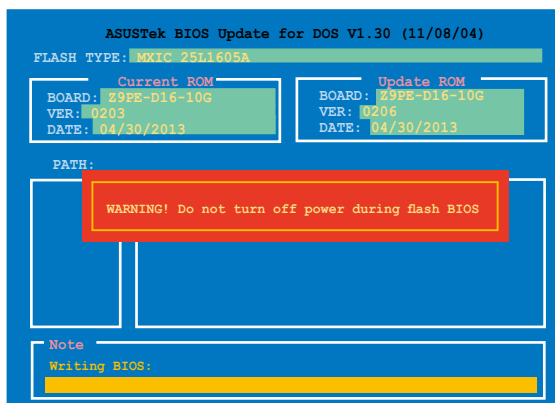 ASUSTek BIOS Update for DOS V1.30 (11/08/04)
FLASH TYPE: MXIC 25L1605A
Current ROM
BOARD: Z9PE-D16-10G
VER: 0203
DATE: 04/30/2013
Update ROM
BOARD: Z9PE-D16-10G
VER: 0206
DATE: 04/30/2013
PATH:
WARNING! Do not turn off power during flash BIOS
Note
Writing BIOS: